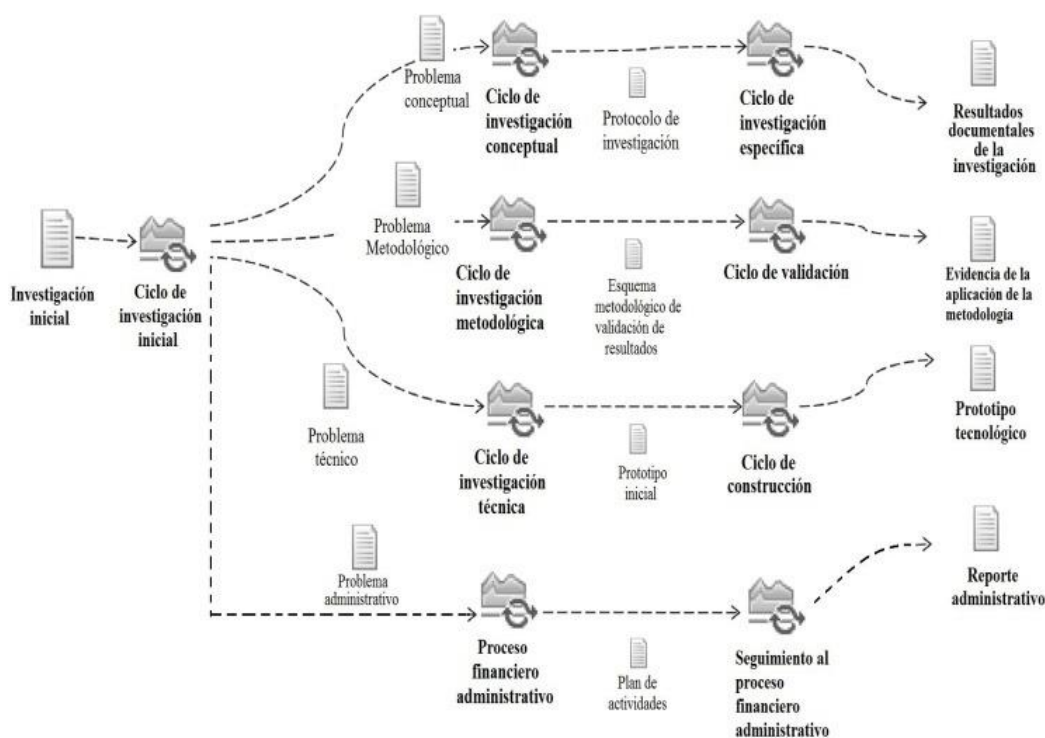 Investigación
inicial
Ciclo de
investigación
inicial
Problema
conceptual
Ciclo de
investigación
conceptual
Protocolo de
investigación
Ciclo de
investigación
específica
Resultados
documentales
de la
investigación
Problema
Metodológico
Ciclo de
investigación
metodológica
Esquema
metodológico de
validación de
resultados
Ciclo de validación
Evidencia de la
aplicación de la
metodología
Problema
técnico
Ciclo de
investigación
técnica
Prototipo
inicial
Ciclo de
construcción
Prototipo
tecnológico
Problema
administrativo
Proceso
financiero
administrativo
Plan de
actividades
Seguimiento al
proceso
financiero
administrativo
Reporte
administrativo